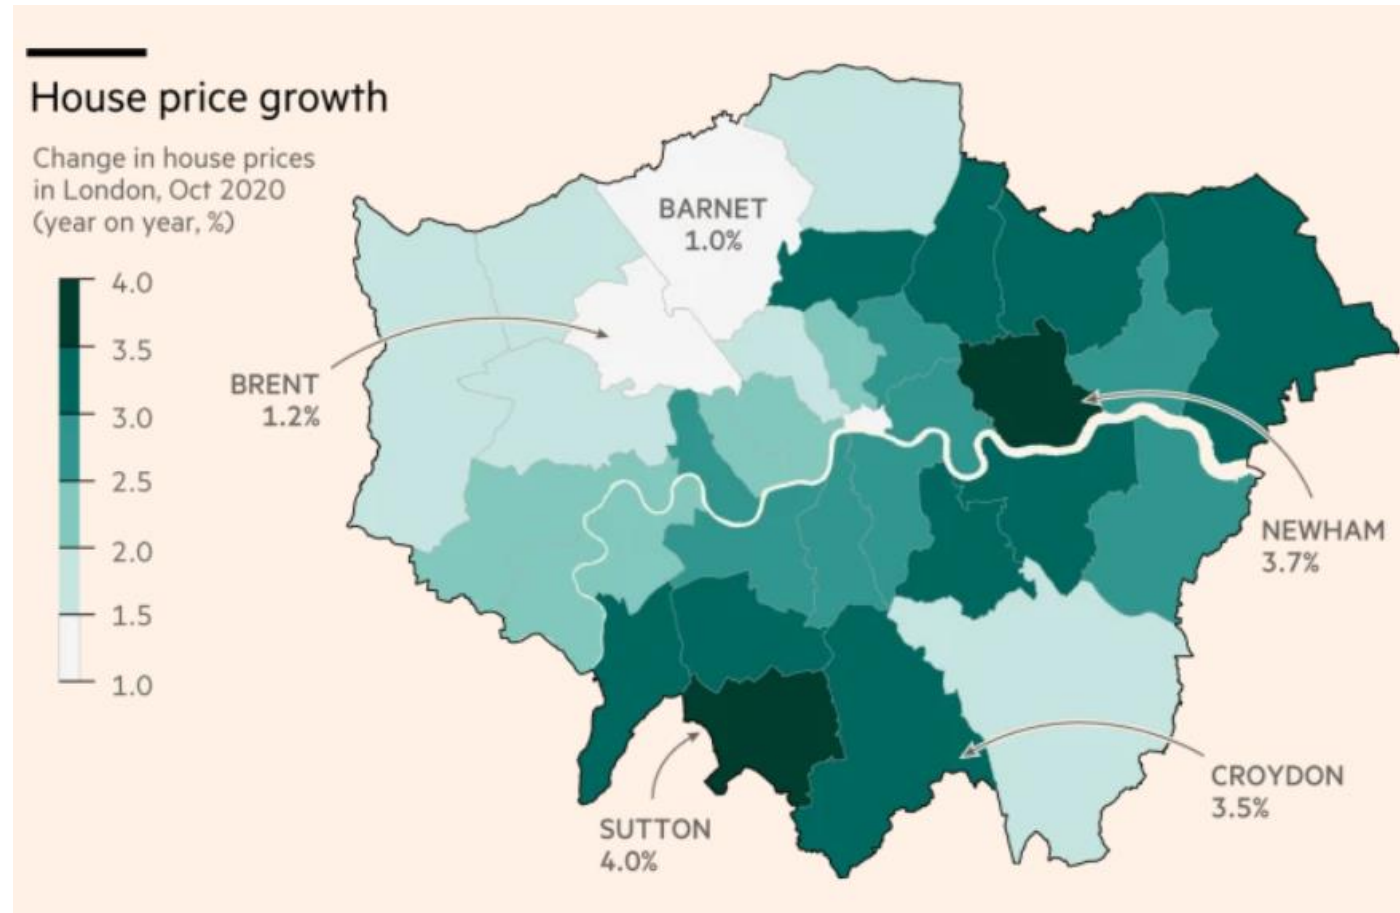 House price growth
Change in house prices
in London, Oct 2020
(year on year, %)
4.0
3.5
3.0
2.5
2.0
1.5
1.0
BARNET
1.0%
BRENT
1.2%
NEWHAM
3.7%
CROYDON
3.5%
SUTTON
4.0%